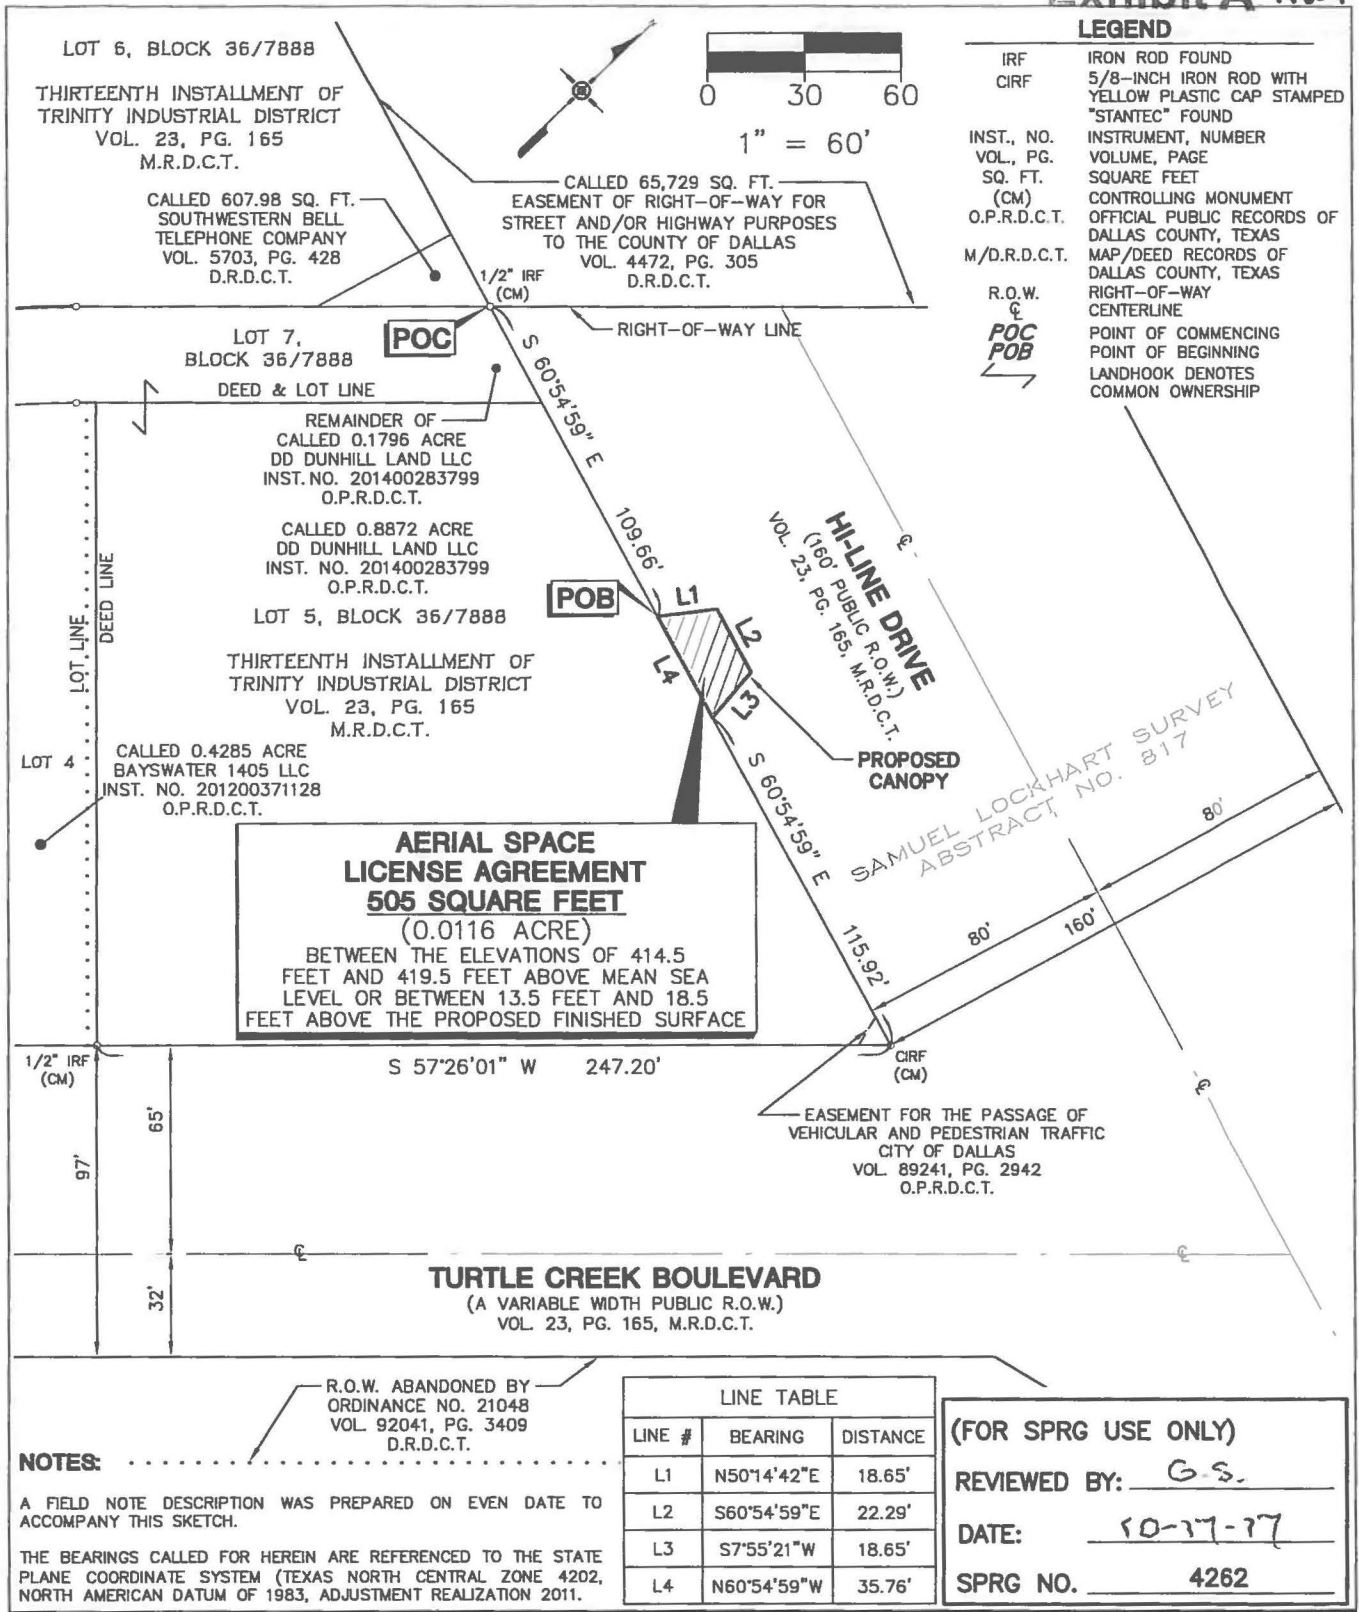 Exhibit A
LOT 6, BLOCK 36/7888
THIRTEENTH INSTALLMENT OF
TRINITY INDUSTRIAL DISTRICT
VOL. 23, PG. 165
M.R.D.C.T.
0 30 60
1" = 60'
LEGEND
IRF IRON ROD FOUND
CIRF 5/8-INCH IRON ROD WITH
YELLOW PLASTIC CAP STAMPED
"STANTEC" FOUND
INST., NO. INSTRUMENT, NUMBER
VOL., PG. VOLUME, PAGE
SQ. FT. SQUARE FEET
(CM) CONTROLLING MONUMENT
O.P.R.D.C.T. OFFICIAL PUBLIC RECORDS OF
DALLAS COUNTY, TEXAS
M/D.R.D.C.T. MAP/DEED RECORDS OF
DALLAS COUNTY, TEXAS
R.O.W. RIGHT-OF-WAY
℄ CENTERLINE
POC POINT OF COMMENCING
POB POINT OF BEGINNING
LANDHOOK DENOTES
COMMON OWNERSHIP
CALLED 607.98 SQ. FT.
SOUTHWESTERN BELL
TELEPHONE COMPANY
VOL. 5703, PG. 428
D.R.D.C.T.
CALLED 65,729 SQ. FT.
EASEMENT OF RIGHT-OF-WAY FOR
STREET AND/OR HIGHWAY PURPOSES
TO THE COUNTY OF DALLAS
VOL. 4472, PG. 305
D.R.D.C.T.
1/2" IRF
(CM)
POC
RIGHT-OF-WAY LINE
LOT 7,
BLOCK 36/7888
DEED & LOT LINE
S 60°54'59" E
109.66'
REMAINDER OF
CALLED 0.1796 ACRE
DD DUNHILL LAND LLC
INST. NO. 201400283799
O.P.R.D.C.T.
CALLED 0.8872 ACRE
DD DUNHILL LAND LLC
INST. NO. 201400283799
O.P.R.D.C.T.
LOT 5, BLOCK 36/7888
THIRTEENTH INSTALLMENT OF
TRINITY INDUSTRIAL DISTRICT
VOL. 23, PG. 165
M.R.D.C.T.
LOT LINE
DEED LINE
POB
L1
L2
L3
L4
HI-LINE DRIVE
(160' PUBLIC R.O.W.)
VOL. 23, PG. 165, M.R.D.C.T.
℄
PROPOSED
CANOPY
SAMUEL LOCKHART SURVEY
ABSTRACT NO. 817
LOT 4
CALLED 0.4285 ACRE
BAYSWATER 1405 LLC
INST. NO. 201200371128
O.P.R.D.C.T.
S 60°54'59" E
115.92'
80'
80'
160'
AERIAL SPACE
LICENSE AGREEMENT
505 SQUARE FEET
(0.0116 ACRE)
BETWEEN THE ELEVATIONS OF 414.5
FEET AND 419.5 FEET ABOVE MEAN SEA
LEVEL OR BETWEEN 13.5 FEET AND 18.5
FEET ABOVE THE PROPOSED FINISHED SURFACE
1/2" IRF
(CM)
S 57°26'01" W 247.20'
CIRF
(CM)
℄
EASEMENT FOR THE PASSAGE OF
VEHICULAR AND PEDESTRIAN TRAFFIC
CITY OF DALLAS
VOL. 89241, PG. 2942
O.P.R.D.C.T.
65'
97'
32'
℄
℄
TURTLE CREEK BOULEVARD
(A VARIABLE WIDTH PUBLIC R.O.W.)
VOL. 23, PG. 165, M.R.D.C.T.
R.O.W. ABANDONED BY
ORDINANCE NO. 21048
VOL. 92041, PG. 3409
D.R.D.C.T.
NOTES:
A FIELD NOTE DESCRIPTION WAS PREPARED ON EVEN DATE TO
ACCOMPANY THIS SKETCH.
THE BEARINGS CALLED FOR HEREIN ARE REFERENCED TO THE STATE
PLANE COORDINATE SYSTEM (TEXAS NORTH CENTRAL ZONE 4202,
NORTH AMERICAN DATUM OF 1983, ADJUSTMENT REALIZATION 2011.
LINE TABLE
LINE # BEARING DISTANCE
L1 N50°14'42"E 18.65'
L2 S60°54'59"E 22.29'
L3 S7°55'21"W 18.65'
L4 N60°54'59"W 35.76'
(FOR SPRG USE ONLY)
REVIEWED BY: G.S.
DATE:
SPRG NO. 4262